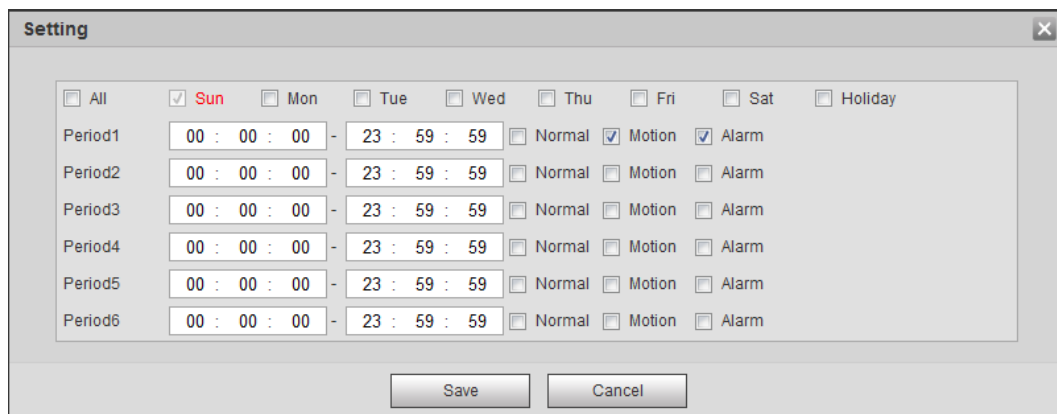 Setting
All Sun Mon Tue Wed Thu Fri Sat Holiday
Period1 00 : 00 : 00 - 23 : 59 : 59 Normal Motion Alarm
Period2 00 : 00 : 00 - 23 : 59 : 59 Normal Motion Alarm
Period3 00 : 00 : 00 - 23 : 59 : 59 Normal Motion Alarm
Period4 00 : 00 : 00 - 23 : 59 : 59 Normal Motion Alarm
Period5 00 : 00 : 00 - 23 : 59 : 59 Normal Motion Alarm
Period6 00 : 00 : 00 - 23 : 59 : 59 Normal Motion Alarm
Save Cancel